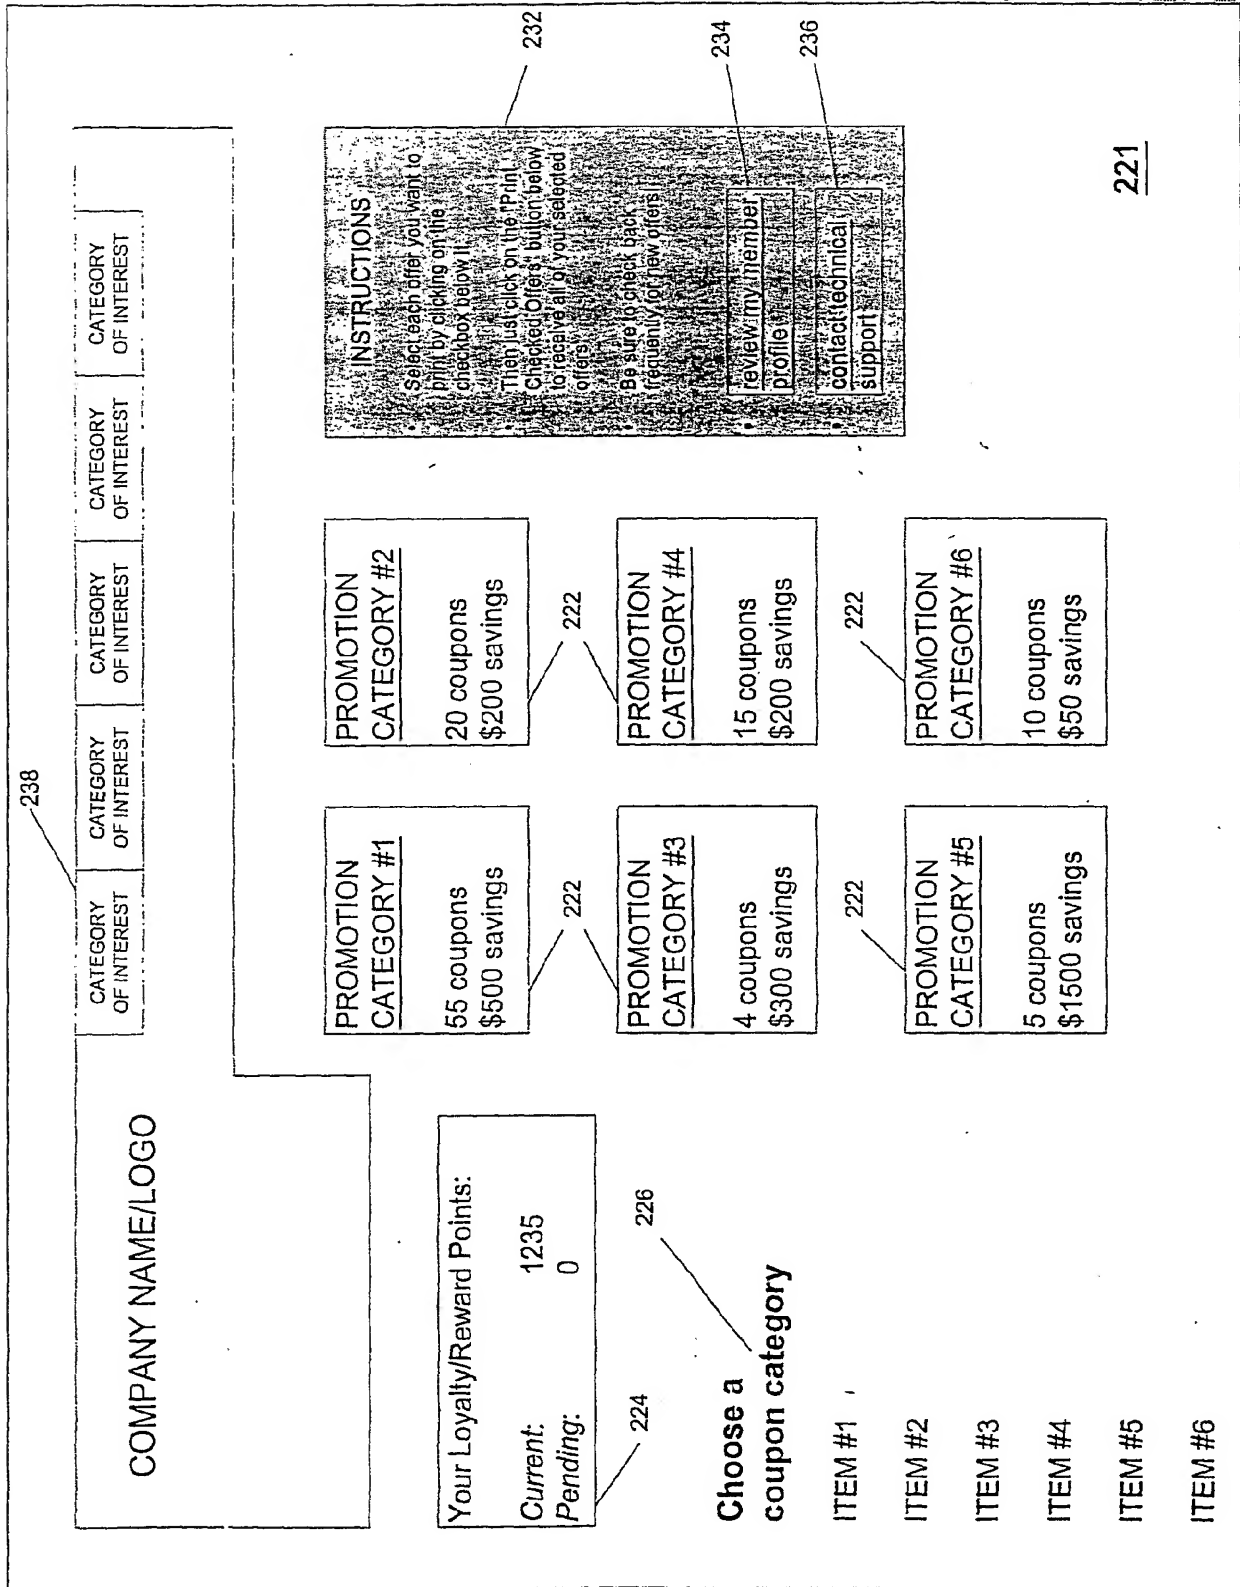 238
CATEGORY
OF INTEREST
CATEGORY
OF INTEREST
CATEGORY
OF INTEREST
CATEGORY
OF INTEREST
CATEGORY
OF INTEREST
COMPANY NAME/LOGO
Your Loyalty/Reward Points:
Current: 1235
Pending: 0
224
226
Choose a
coupon category
ITEM #1
ITEM #2
ITEM #3
ITEM #4
ITEM #5
ITEM #6
PROMOTION
CATEGORY #1
55 coupons
$500 savings
PROMOTION
CATEGORY #2
20 coupons
$200 savings
222
222
PROMOTION
CATEGORY #3
4 coupons
$300 savings
PROMOTION
CATEGORY #4
15 coupons
$200 savings
222
222
PROMOTION
CATEGORY #5
5 coupons
$1500 savings
PROMOTION
CATEGORY #6
10 coupons
$50 savings
INSTRUCTIONS
• Select each offer you want to
print by clicking on the
checkbox below it.
• Then just click on the "Print
Checked Offers" button below
to receive all of your selected
offers.
• Be sure to check back
frequently for new offers!
• review my member
profile
• contact technical
support
232
234
236
221